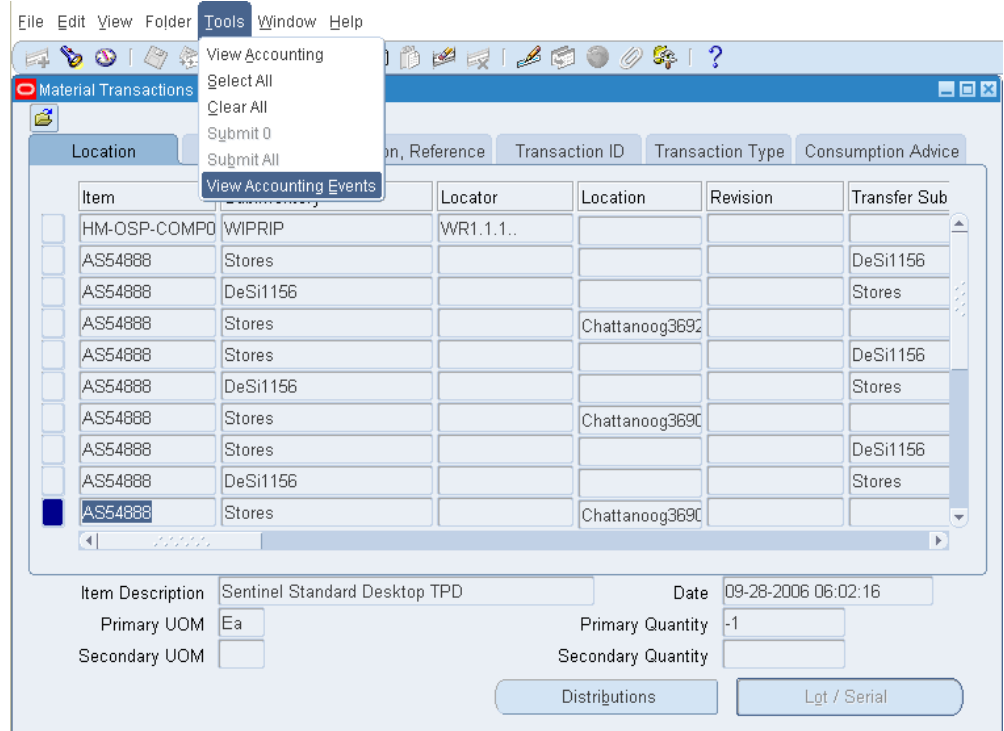 File Edit View Folder Tools Window Help
View Accounting
Select All
Clear All
Submit 0
Submit All
View Accounting Events
?
Material Transactions
Location on, Reference Transaction ID Transaction Type Consumption Advice
Item Subinventory Locator Location Revision Transfer Sub
HM-OSP-COMP0 WIPRIP WR1.1.1..
AS54888 Stores DeSi1156
AS54888 DeSi1156 Stores
AS54888 Stores Chattanoog3692
AS54888 Stores DeSi1156
AS54888 DeSi1156 Stores
AS54888 Stores Chattanoog3690
AS54888 Stores DeSi1156
AS54888 DeSi1156 Stores
AS54888 Stores Chattanoog3690
Item Description Sentinel Standard Desktop TPD Date 09-28-2006 06:02:16
Primary UOM Ea Primary Quantity -1
Secondary UOM Secondary Quantity
Distributions Lot / Serial